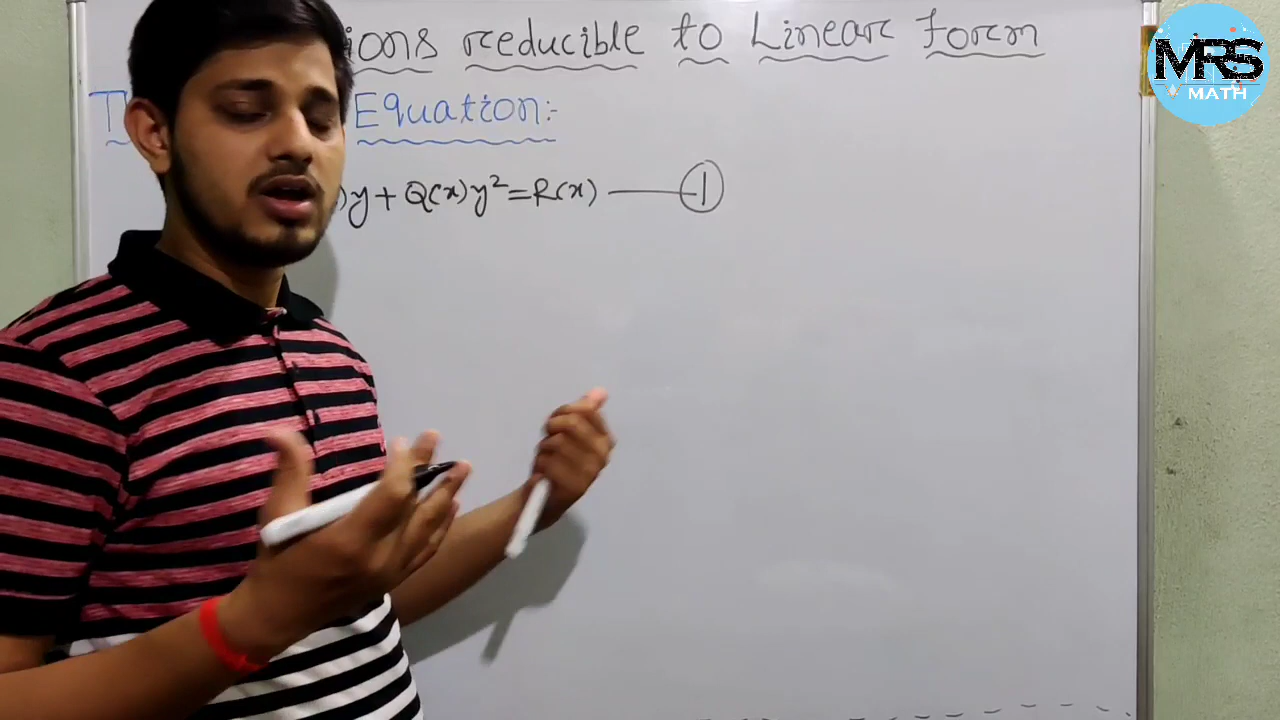 ions reducible to Linear form
MRS
MATH
T Equation:-
)y + Q(x)y² = R(x) ——— ①